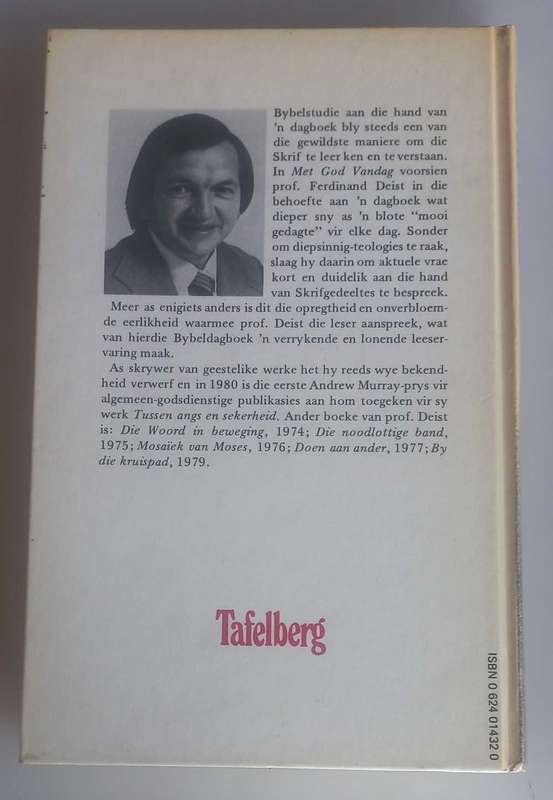 Bybelstudie aan die hand van
'n dagboek bly steeds een van
die gewildste maniere om die
Skrif te leer ken en te verstaan.
In Met God Vandag voorsien
prof. Ferdinand Deist in die
behoefte aan 'n dagboek wat
dieper sny as 'n blote "mooi
gedagte" vir elke dag. Sonder
om diepsinnig-teologies te raak,
slaag hy daarin om aktuele vrae
kort en duidelik aan die hand
van Skrifgedeeltes te bespreek.
Meer as enigiets anders is dit die opregtheid en onverbloem-
de eerlikheid waarmee prof. Deist die leser aanspreek, wat
van hierdie Bybeldagboek 'n verrykende en lonende leeser-
varing maak.
As skrywer van geestelike werke het hy reeds wye bekend-
heid verwerf en in 1980 is die eerste Andrew Murray-prys vir
algemeen-godsdienstige publikasies aan hom toegeken vir sy
werk Tussen angs en sekerheid. Ander boeke van prof. Deist
is: Die Woord in beweging, 1974; Die noodlottige band,
1975; Mosaïek van Moses, 1976; Doen aan ander, 1977; By
die kruispad, 1979.
Tafelberg
ISBN 0 624 01432 0